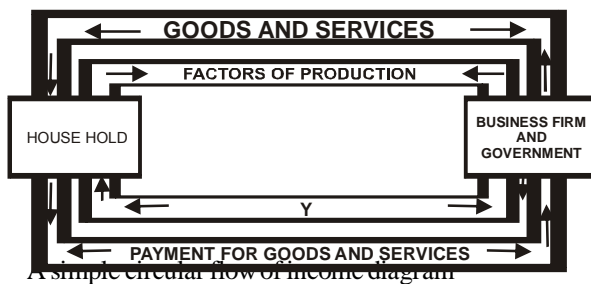 GOODS AND SERVICES
FACTORS OF PRODUCTION
HOUSE HOLD
BUSINESS FIRM
AND
GOVERNMENT
Y
PAYMENT FOR GOODS AND SERVICES
A simple circular flow of income diagram